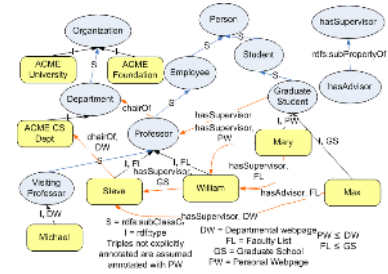 Person
hasSupervisor
Organization
S
S
S
rdfs:subPropertyOf
I
I
Student
ACME
University
ACME
Foundation
Employee
S
hasAdvisor
S
S
Graduate
Student
Department
chairOf
hasSupervisor
I
Professor
hasSupervisor,
PW
I, PW
ACME CS
Dept
chairOf,
DW
Mary
I, GS
S
I, FL
I, FL
hasSupervisor,
GS
hasSupervisor,
FL
Visiting
Professor
Steve
William
hasAdvisor, FL
Max
I, DW
hasSupervisor, DW
Michael
S = rdfs:subClassOf
I = rdf:type
Triples not explicitly
annotated are assumed
annotated with PW
DW = Departmental webpage
FL = Faculty List
GS = Graduate School
PW = Personal Webpage
PW ≤ DW
FL ≤ GS